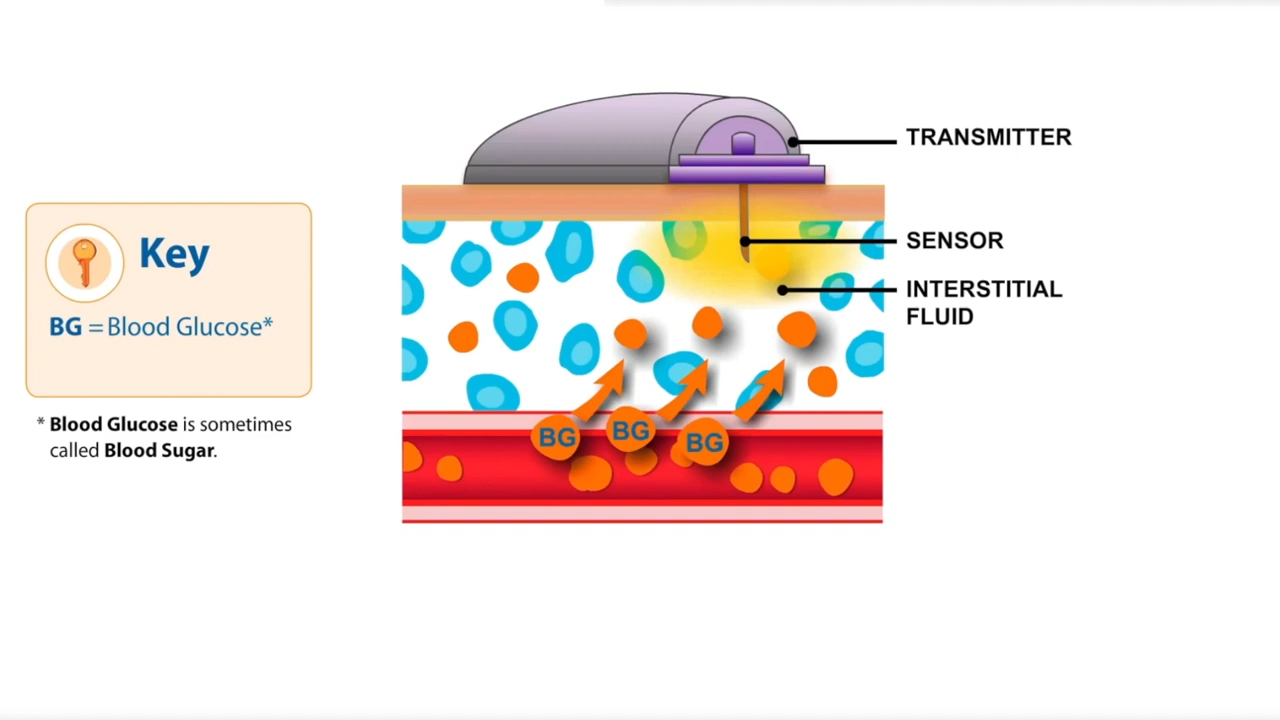 Key
BG = Blood Glucose*
* Blood Glucose is sometimes
called Blood Sugar.
TRANSMITTER
SENSOR
INTERSTITIAL
FLUID
BG
BG
BG